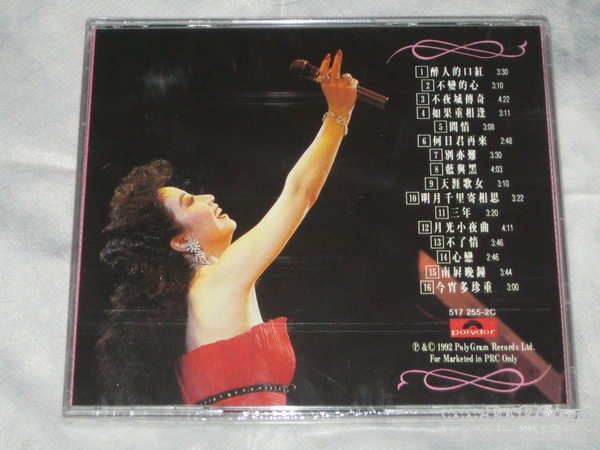 1 醉人的口紅 3:30
2 不變的心 3:10
3 不夜城傳奇 4:22
4 如果重相逢 3:11
5 問情 3:08
6 何日君再來 2:48
7 別亦難 3:30
8 藍與黑 4:03
9 天涯歌女 3:10
10 明月千里寄相思 3:22
11 三年 3:20
12 月光小夜曲 4:11
13 不了情 3:46
14 心戀 2:46
15 南屏晚鐘 3:44
16 今宵多珍重 3:00
517 255-2C
polydor
℗ & © 1992 PolyGram Records Ltd.
For Marketed in PRC Only